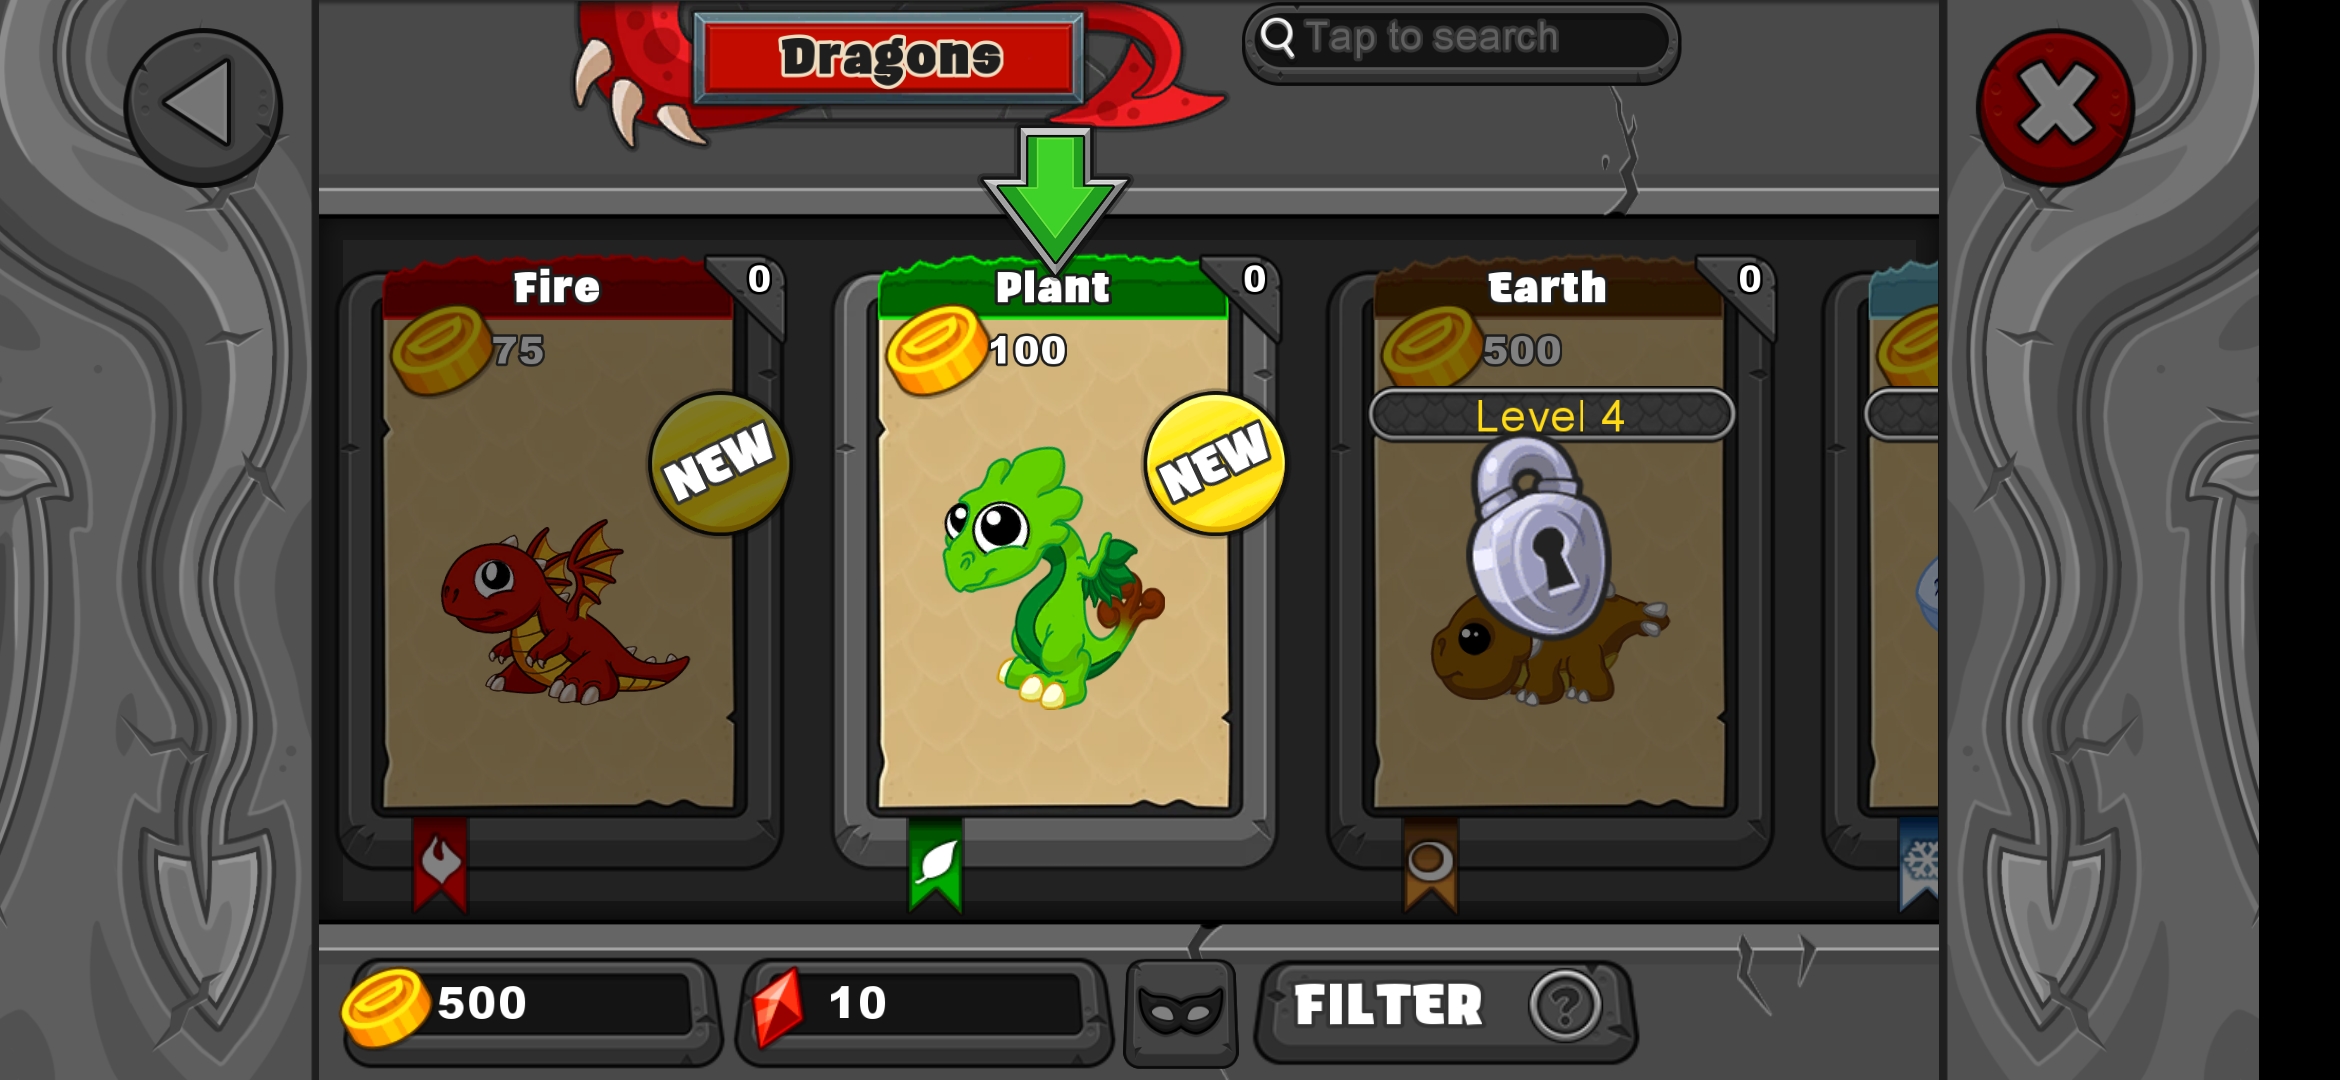 Dragons
Tap to search
Fire
0
75
NEW
Plant
0
100
NEW
Earth
0
500
Level 4
500
10
FILTER
?